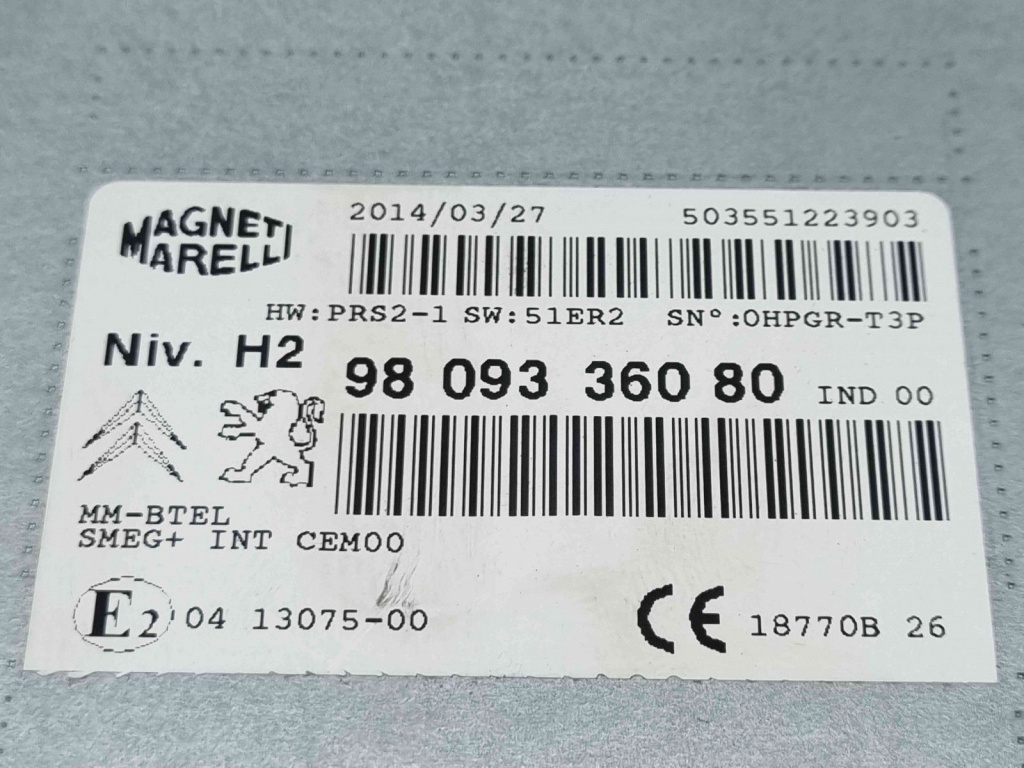 MAGNETI
MARELLI
2014/03/27 503551223903
HW:PRS2-1 SW:51ER2 SN°:0HPGR-T3P
Niv. H2
98 093 360 80 IND 00
MM-BTEL
SMEG+ INT CEM00
E2 04 13075-00
CE 18770B 26